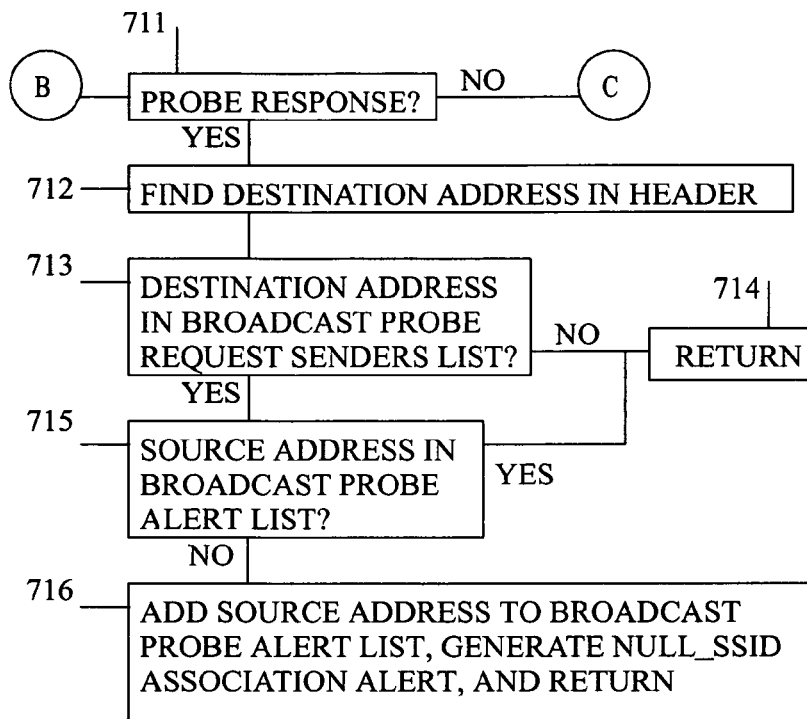 711
B
PROBE RESPONSE?
NO
C
YES
712
FIND DESTINATION ADDRESS IN HEADER
713
DESTINATION ADDRESS
IN BROADCAST PROBE
REQUEST SENDERS LIST?
NO
714
RETURN
YES
715
SOURCE ADDRESS IN
BROADCAST PROBE
ALERT LIST?
YES
NO
716
ADD SOURCE ADDRESS TO BROADCAST
PROBE ALERT LIST, GENERATE NULL_SSID
ASSOCIATION ALERT, AND RETURN